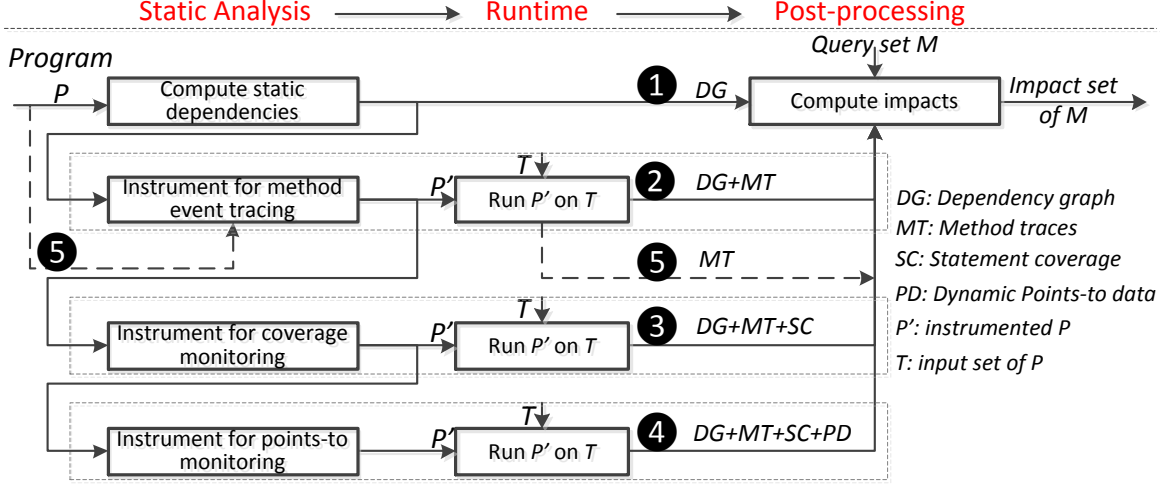 Static Analysis Runtime Post-processing
Query set M
Program
P
Compute static
dependencies
1 DG
Compute impacts
Impact set
of M
T
Instrument for method
event tracing
P'
Run P' on T
2 DG+MT
DG: Dependency graph
MT: Method traces
5
5 MT
SC: Statement coverage
PD: Dynamic Points-to data
T
Instrument for coverage
monitoring
P'
Run P' on T
3 DG+MT+SC
P': instrumented P
T: input set of P
T
Instrument for points-to
monitoring
P'
Run P' on T
4 DG+MT+SC+PD